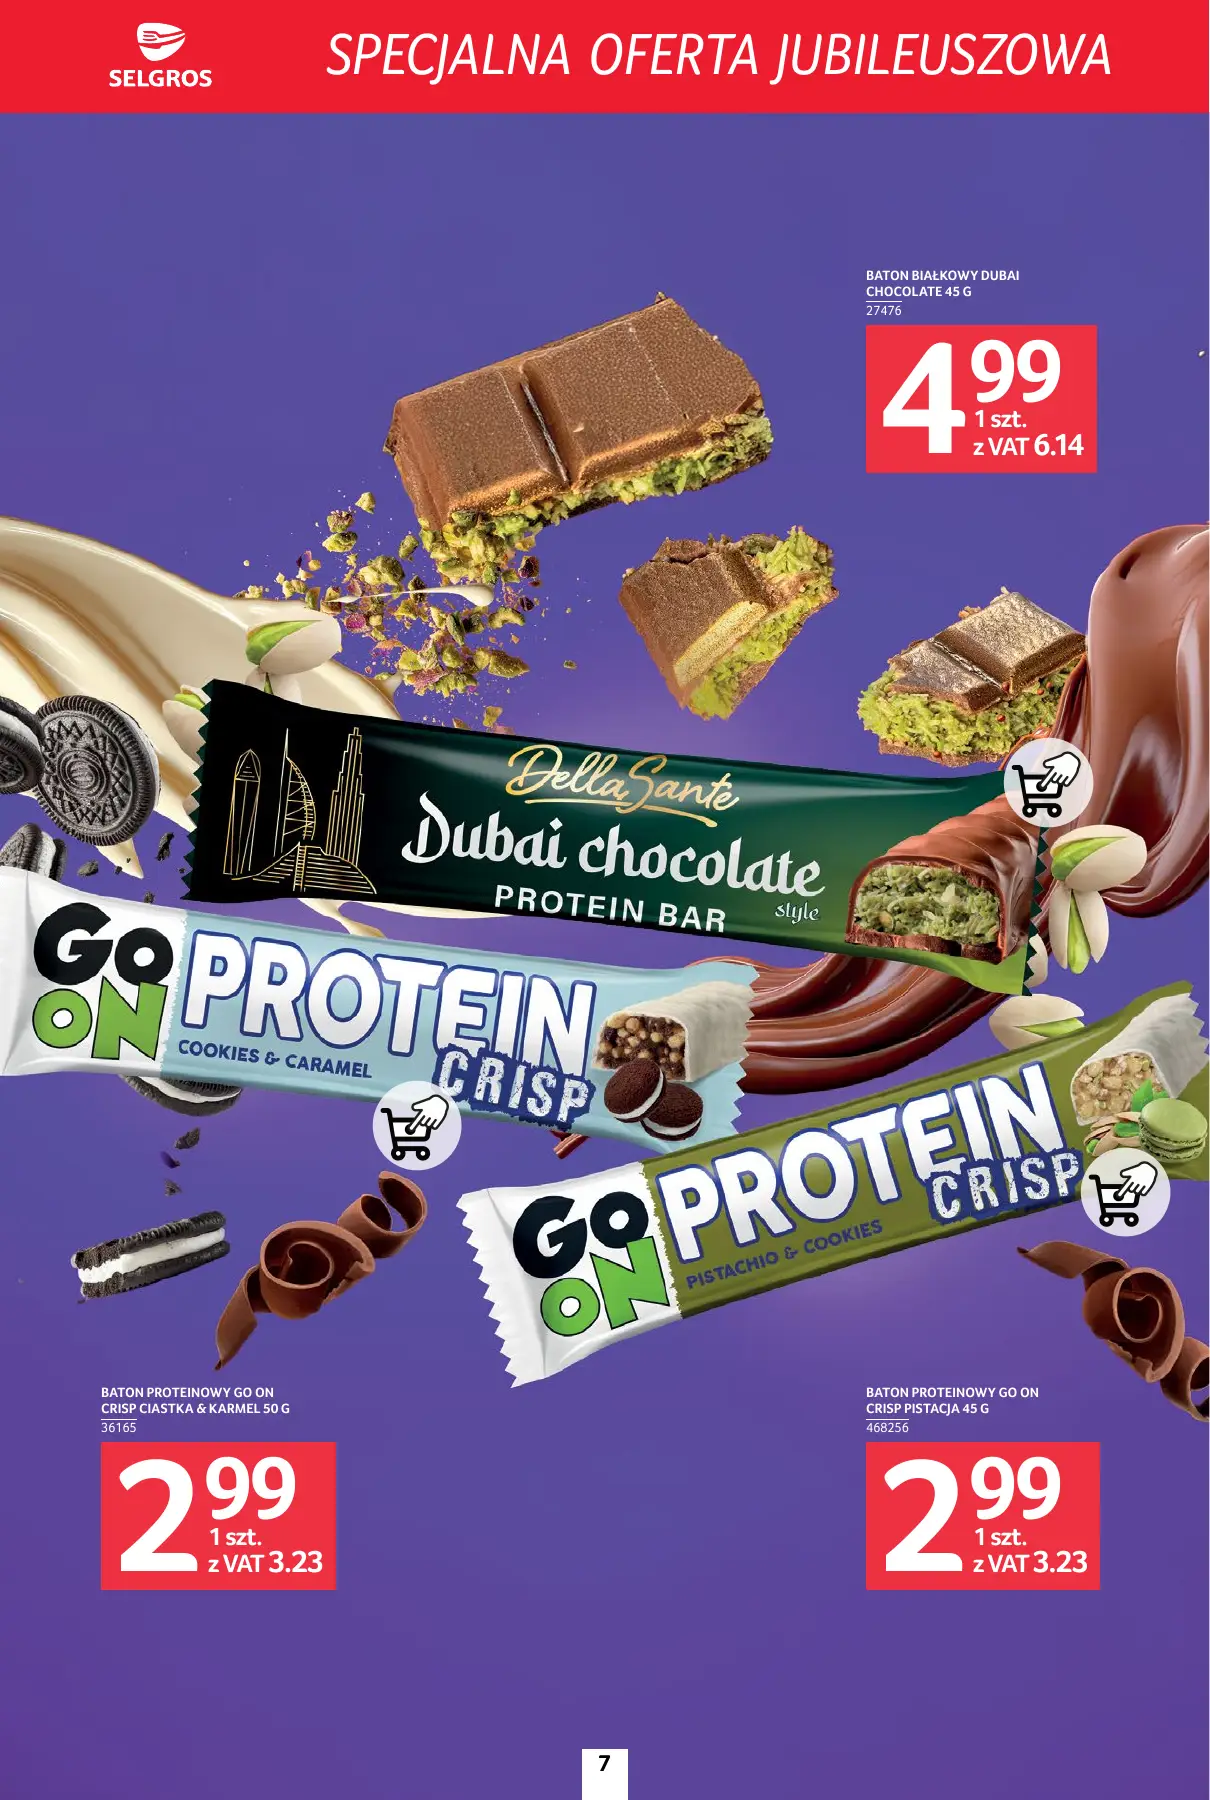 SELGROS
SPECJALNA OFERTA JUBILEUSZOWA
BATON BIAŁKOWY DUBAI
CHOCOLATE 45 G
27476
4 99
1 szt.
z VAT 6.14
Della Sante
Dubai chocolate
style
PROTEIN BAR
GO
ON
PROTEIN
COOKIES & CARAMEL
CRISP
GO
ON
PROTEIN
CRISP
PISTACHIO & COOKIES
BATON PROTEINOWY GO ON
CRISP CIASTKA & KARMEL 50 G
36165
2 99
1 szt.
z VAT 3.23
BATON PROTEINOWY GO ON
CRISP PISTACJA 45 G
468256
2 99
1 szt.
z VAT 3.23
7